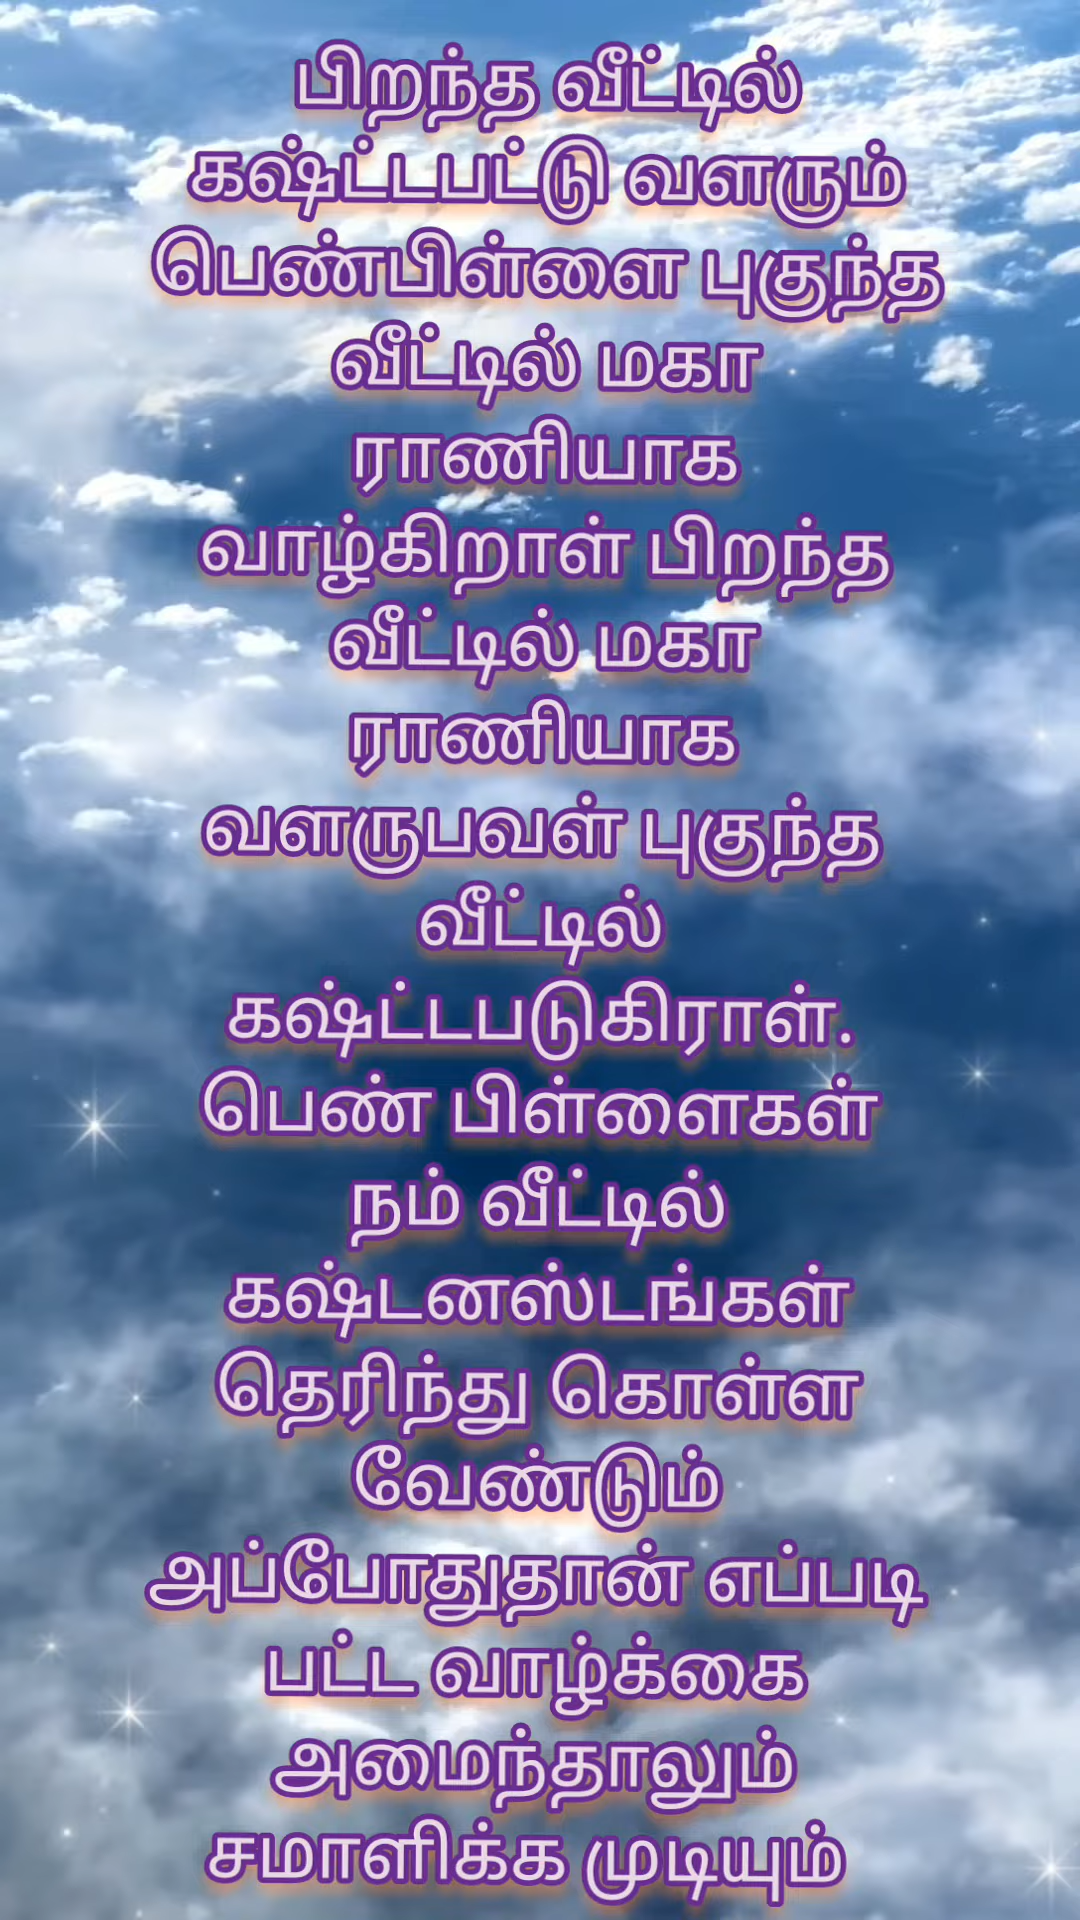 பிறந்த வீட்டில்
கஷ்ட்டபட்டு வளரும்
பெண்பிள்ளை புகுந்த
வீட்டில் மகா
ராணியாக
வாழ்கிறாள் பிறந்த
வீட்டில் மகா
ராணியாக
வளருபவள் புகுந்த
வீட்டில்
கஷ்ட்டபடுகிராள்.
பெண் பிள்ளைகள்
நம் வீட்டில்
கஷ்டனஸ்டங்கள்
தெரிந்து கொள்ள
வேண்டும்
அப்போதுதான் எப்படி
பட்ட வாழ்க்கை
அமைந்தாலும்
சமாளிக்க முடியும்